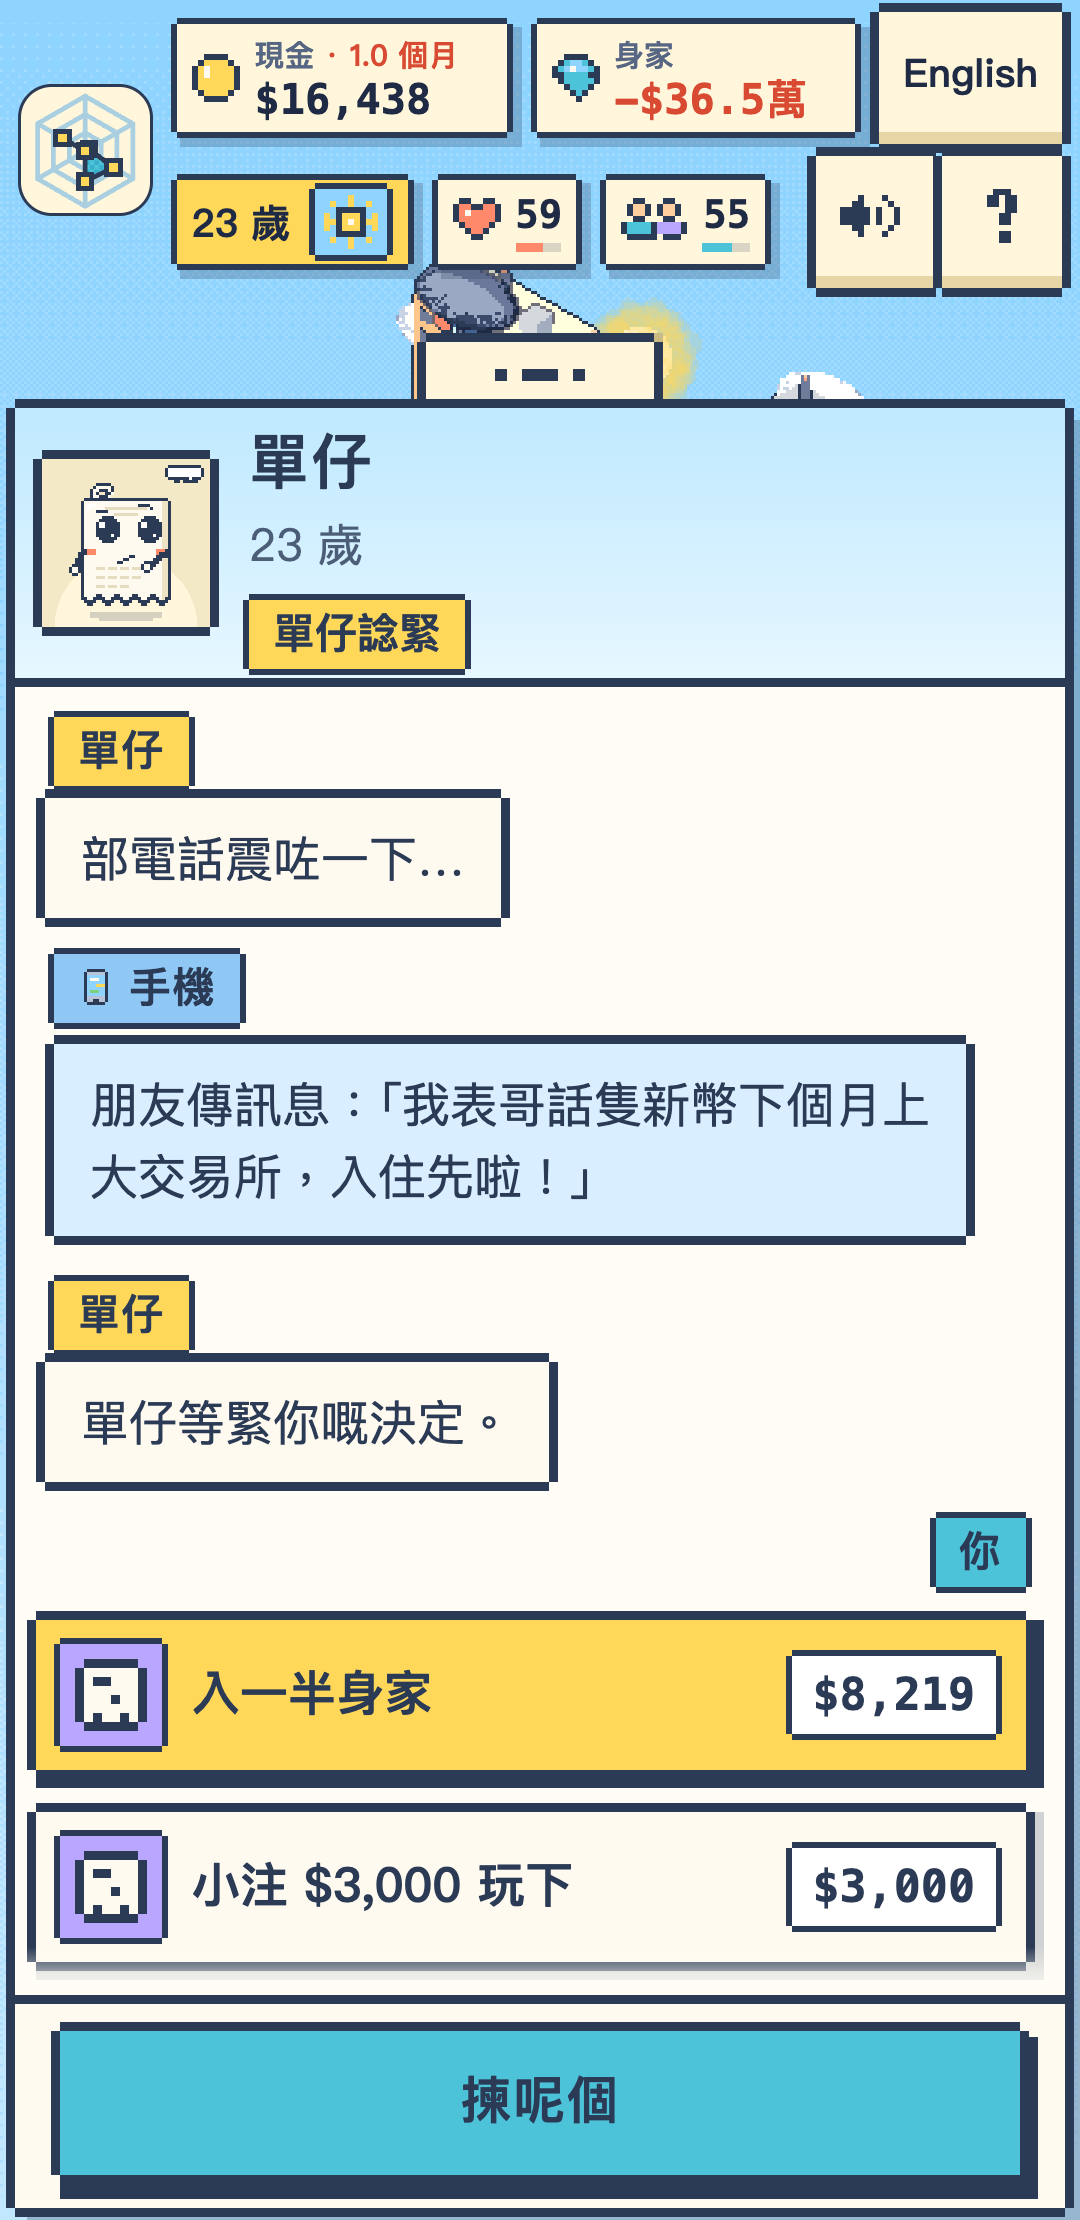 現金 · 1.0 個月
$16,438
身家
-$36.5萬
English
23 歲
59
55
?
單仔
23 歲
單仔諗緊
單仔
部電話震咗一下…
手機
朋友傳訊息：「我表哥話隻新幣下個月上
大交易所，入住先啦！」
單仔
單仔等緊你嘅決定。
你
入一半身家
$8,219
小注 $3,000 玩下
$3,000
揀呢個